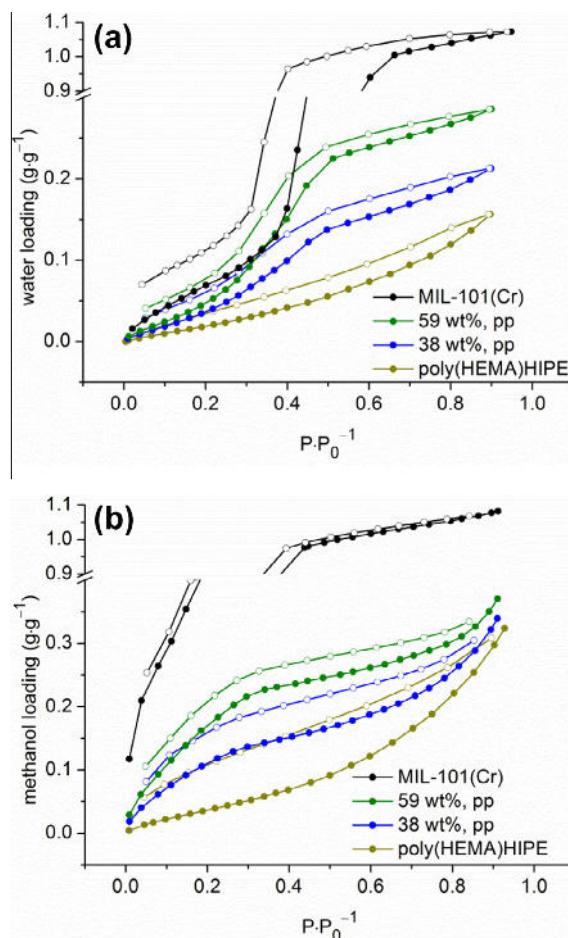 (a)
1.1
1.0
0.9
0.2
0.1
0.0
water loading (g·g⁻¹)
MIL-101(Cr)
59 wt%, pp
38 wt%, pp
poly(HEMA)HIPE
0.0 0.2 0.4 0.6 0.8 1.0
P·P₀⁻¹
(b)
1.1
1.0
0.9
0.3
0.2
0.1
0.0
methanol loading (g·g⁻¹)
MIL-101(Cr)
59 wt%, pp
38 wt%, pp
poly(HEMA)HIPE
0.0 0.2 0.4 0.6 0.8 1.0
P·P₀⁻¹